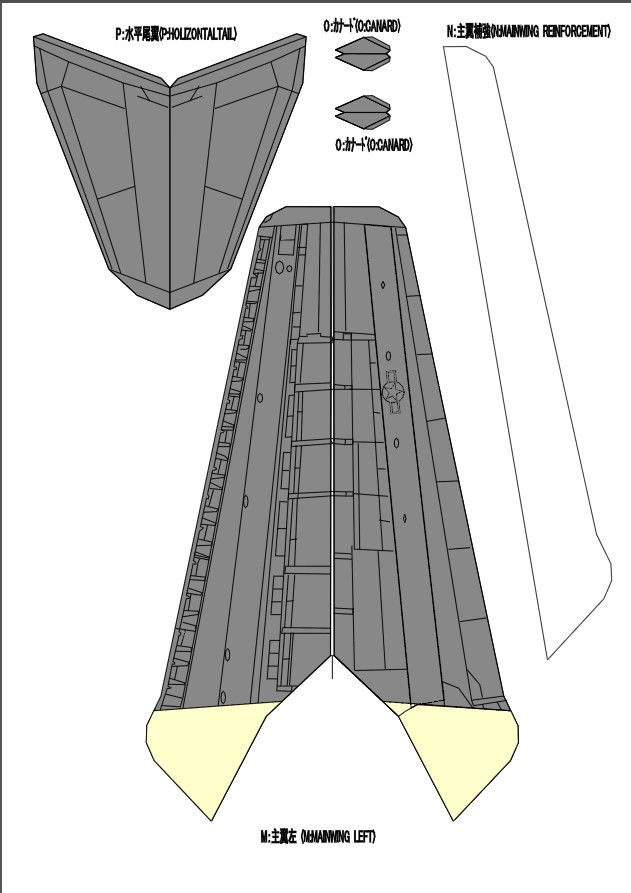 P:水平尾翼(P:HOLIZONTALTAIL)
O:ｶﾅｰﾄﾞ(O:CANARD)
N:主翼補強(N:MAINWING REINFORCEMENT)
O:ｶﾅｰﾄﾞ(O:CANARD)
M:主翼左 (M:MAINWING LEFT)